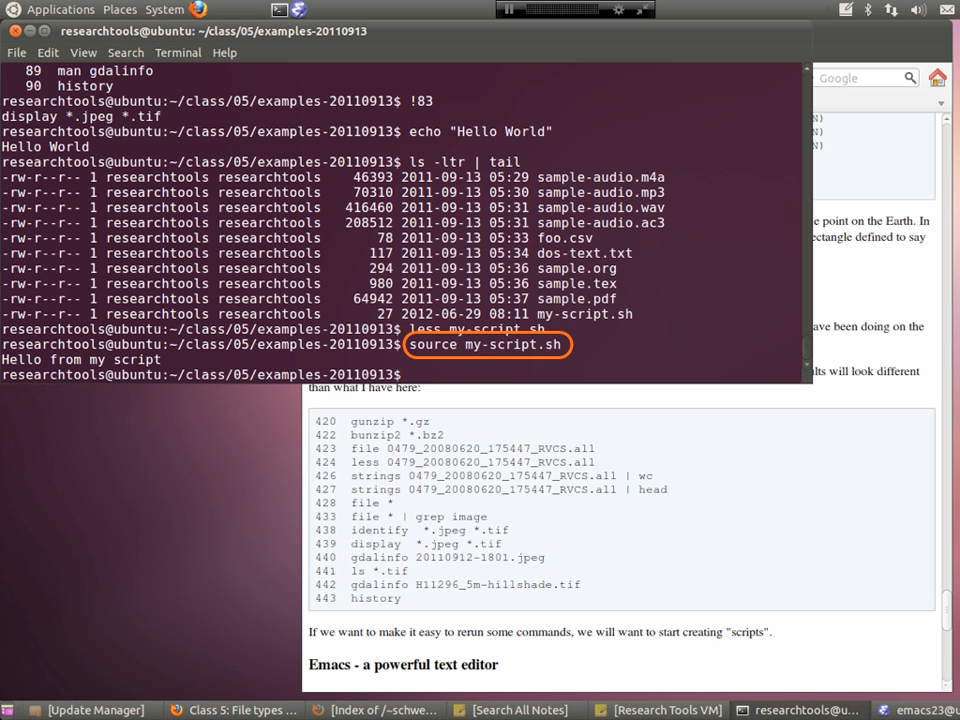 Applications Places System
researchtools@ubuntu: ~/class/05/examples-20110913
File Edit View Search Terminal Help
89 man gdalinfo
90 history
researchtools@ubuntu:~/class/05/examples-20110913$ !83
display *.jpeg *.tif
researchtools@ubuntu:~/class/05/examples-20110913$ echo "Hello World"
Hello World
researchtools@ubuntu:~/class/05/examples-20110913$ ls -ltr | tail
-rw-r--r-- 1 researchtools researchtools 46393 2011-09-13 05:29 sample-audio.m4a
-rw-r--r-- 1 researchtools researchtools 70310 2011-09-13 05:30 sample-audio.mp3
-rw-r--r-- 1 researchtools researchtools 416460 2011-09-13 05:31 sample-audio.wav
-rw-r--r-- 1 researchtools researchtools 208512 2011-09-13 05:31 sample-audio.ac3
-rw-r--r-- 1 researchtools researchtools 78 2011-09-13 05:33 foo.csv
-rw-r--r-- 1 researchtools researchtools 117 2011-09-13 05:34 dos-text.txt
-rw-r--r-- 1 researchtools researchtools 294 2011-09-13 05:36 sample.org
-rw-r--r-- 1 researchtools researchtools 980 2011-09-13 05:36 sample.tex
-rw-r--r-- 1 researchtools researchtools 64942 2011-09-13 05:37 sample.pdf
-rw-r--r-- 1 researchtools researchtools 27 2012-06-29 08:11 my-script.sh
researchtools@ubuntu:~/class/05/examples-20110913$ less my-script.sh
researchtools@ubuntu:~/class/05/examples-20110913$ source my-script.sh
Hello from my script
researchtools@ubuntu:~/class/05/examples-20110913$
Google
N)
N)
N)
e point on the Earth. In
ectangle defined to say
ave been doing on the
ults will look different
than what I have here:
420 gunzip *.gz
422 bunzip2 *.bz2
423 file 0479_20080620_175447_RVCS.all
424 less 0479_20080620_175447_RVCS.all
426 strings 0479_20080620_175447_RVCS.all | wc
427 strings 0479_20080620_175447_RVCS.all | head
428 file *
433 file * | grep image
438 identify *.jpeg *.tif
439 display *.jpeg *.tif
440 gdalinfo 20110912-1801.jpeg
441 ls *.tif
442 gdalinfo H11296_5m-hillshade.tif
443 history
If we want to make it easy to rerun some commands, we will want to start creating "scripts".
Emacs - a powerful text editor
[Update Manager] Class 5: File types ... [Index of /~schwe... [Search All Notes] [Research Tools VM] researchtools@u... emacs23@u